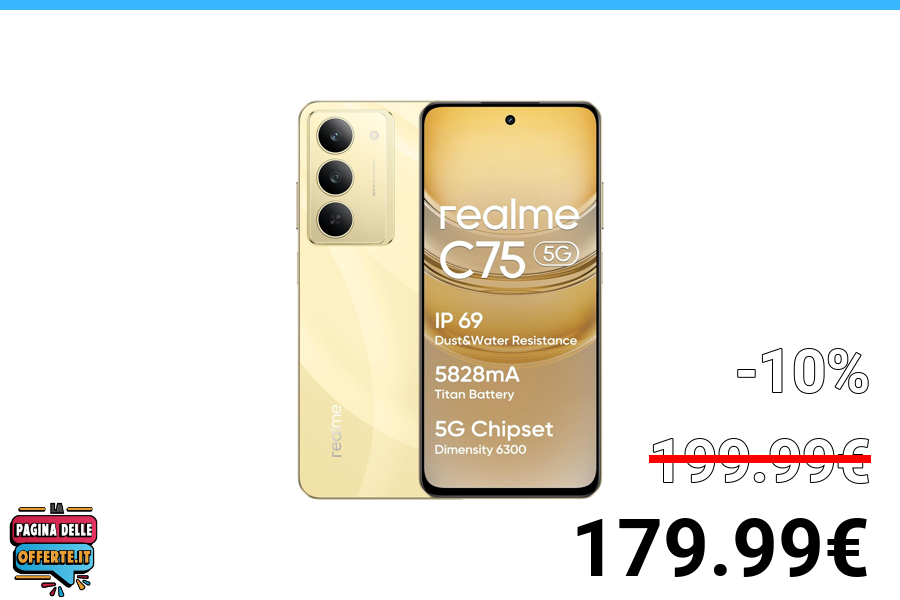 realme
C75 5G
IP 69
Dust&Water Resistance
5828mA
Titan Battery
5G Chipset
Dimensity 6300
realme
-10%
199.99€
179.99€
LA
PAGINA DELLE
OFFERTE.IT